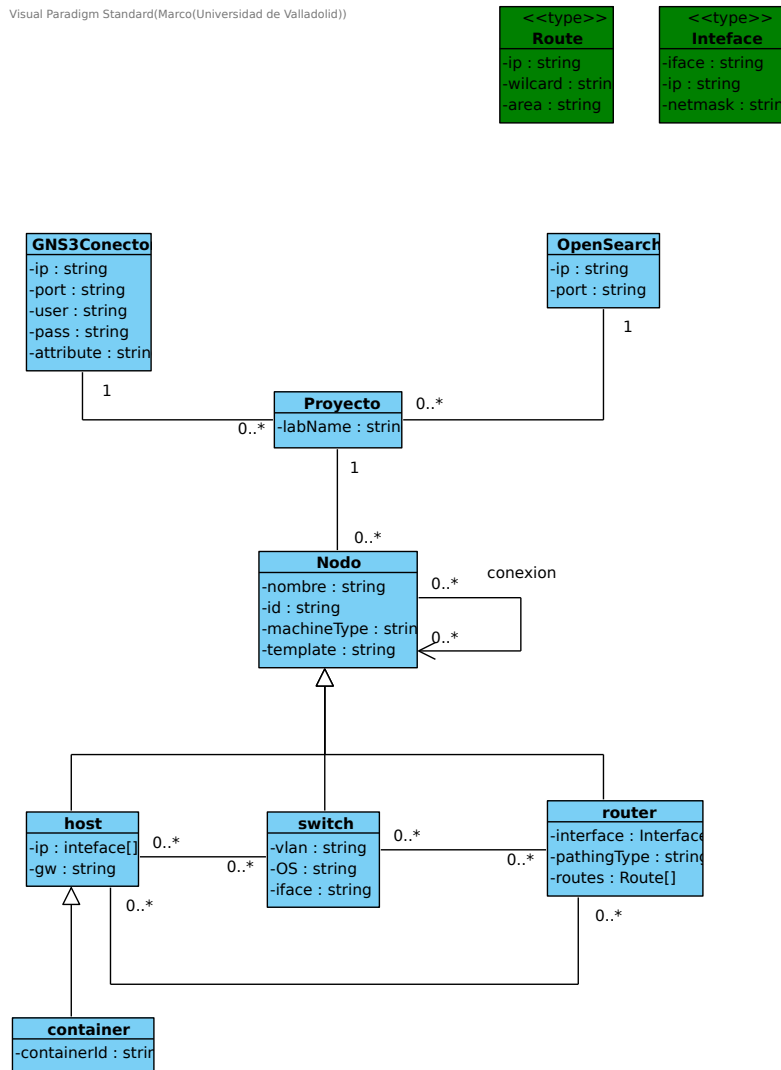 Visual Paradigm Standard(Marco(Universidad de Valladolid))
<<type>>
Route
-ip : string
-wilcard : strin
-area : string
<<type>>
Inteface
-iface : string
-ip : string
-netmask : strin
GNS3Conecto
-ip : string
-port : string
-user : string
-pass : string
-attribute : strin
OpenSearch
-ip : string
-port : string
1
1
Proyecto
-labName : strin
0..*
0..*
1
0..*
Nodo
-nombre : string
-id : string
-machineType : strin
-template : string
0..*
conexion
0..*
host
-ip : inteface[]
-gw : string
0..*
0..*
switch
-vlan : string
-OS : string
-iface : string
0..*
0..*
router
-interface : Interface
-pathingType : string
-routes : Route[]
0..*
0..*
container
-containerId : strin